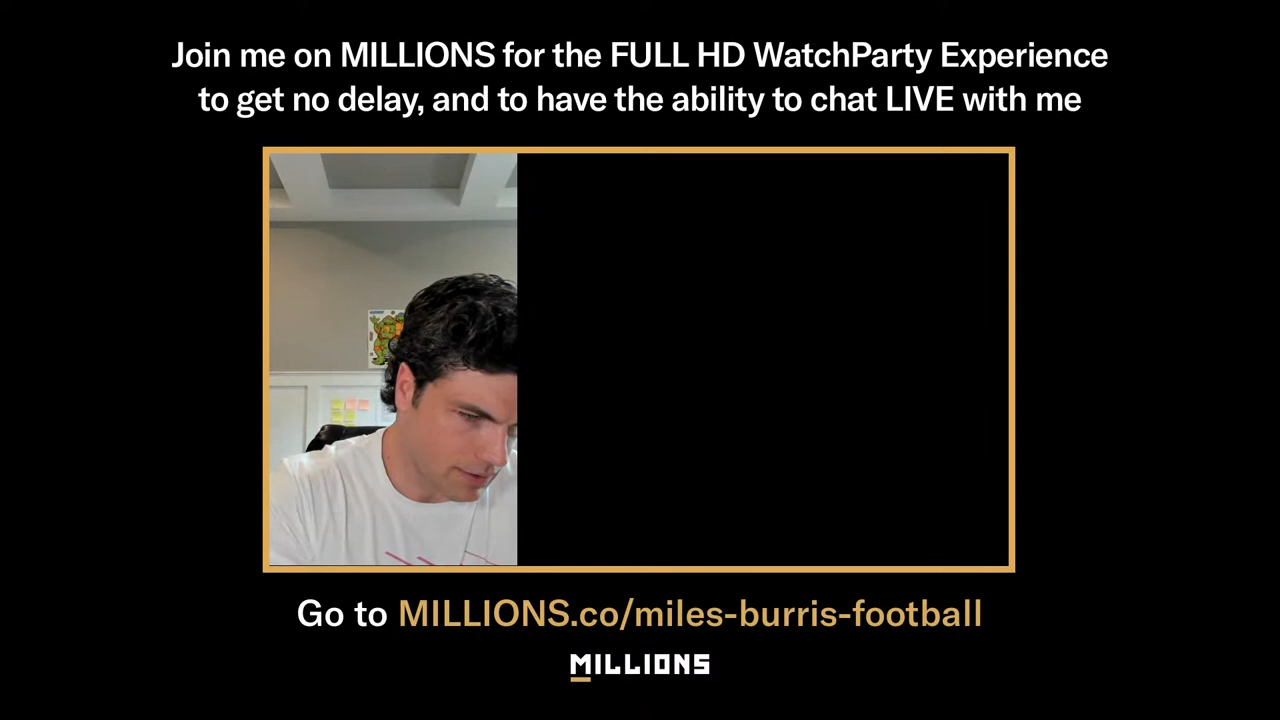 Join me on MILLIONS for the FULL HD WatchParty Experience
to get no delay, and to have the ability to chat LIVE with me
Go to MILLIONS.co/miles-burris-football
MILLIONS